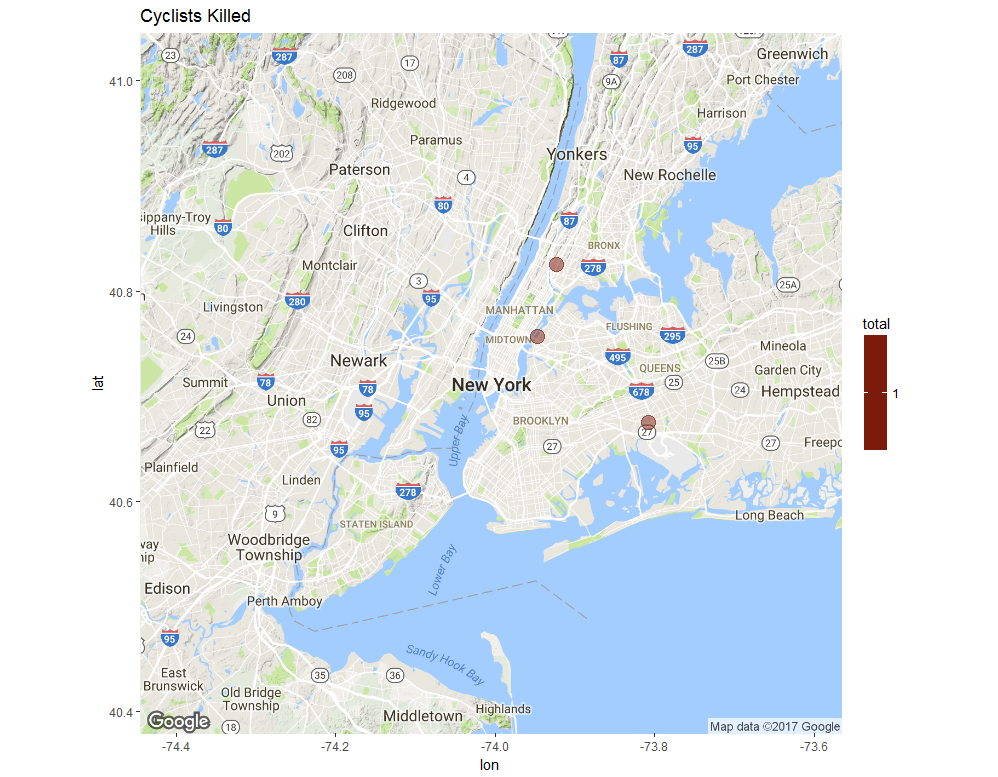 Cyclists Killed
23
287
208
17
87
9A
287
Greenwich
Port Chester
41.0
Ridgewood
Harrison
Paramus
287
202
95
Yonkers
Paterson
4
New Rochelle
80
sippany-Troy
Hills
80
87
Clifton
BRONX
Montclair
278
3
25A
40.8
Livingston
280
95
MANHATTAN
FLUSHING
24
MIDTOWN
295
Mineola
495
Newark
25B
QUEENS
Garden City
Summit
78
78
New York
678
25
24
Hempstead
Union
95
82
22
BROOKLYN
27
27
27
Freepo
Upper Bay
95
Plainfield
Linden
278
40.6
9
STATEN ISLAND
Long Beach
Woodbridge
Township
way
hip
Lower Bay
Edison
Perth Amboy
95
Sandy Hook Bay
East
Brunswick
35
36
Old Bridge
Township
Highlands
40.4
Google
18
Middletown
Map data ©2017 Google
-74.4
-74.2
-74.0
-73.8
-73.6
lon
lat
total
1